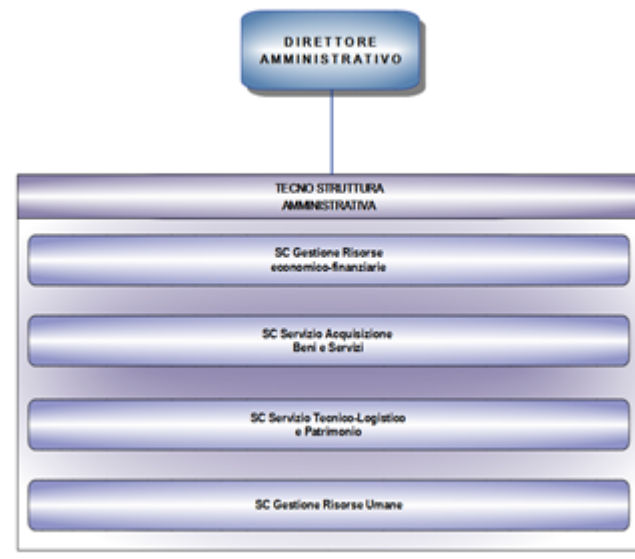 DIRETTORE
AMMINISTRATIVO
TECNO STRUTTURA
AMMINISTRATIVA
SC Gestione Risorse
economico-finanziarie
SC Servizio Acquisizione
Beni e Servizi
SC Servizio Tecnico-Logistico
e Patrimonio
SC Gestione Risorse Umane